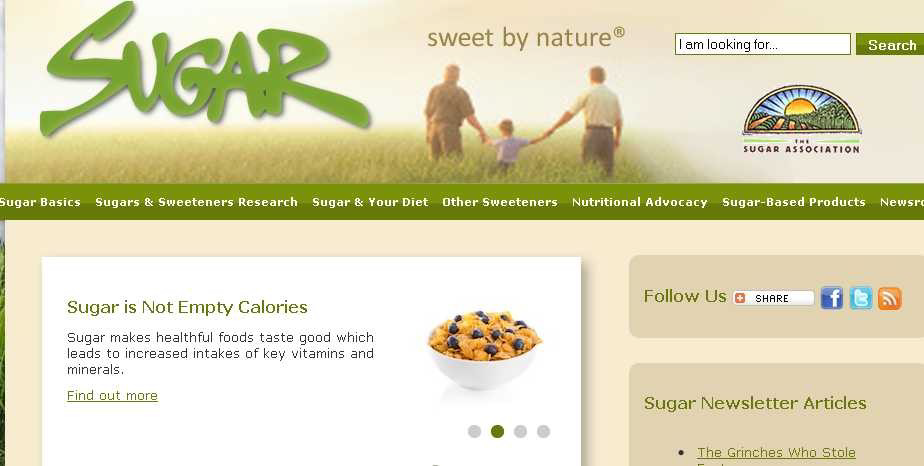 SUGAR
sweet by nature®
I am looking for...
Search
THE
SUGAR ASSOCIATION
Sugar Basics Sugars & Sweeteners Research Sugar & Your Diet Other Sweeteners Nutritional Advocacy Sugar-Based Products
Sugar is Not Empty Calories
Sugar makes healthful foods taste good which
leads to increased intakes of key vitamins and
minerals.
Find out more
Follow Us
SHARE
Sugar Newsletter Articles
The Grinches Who Stole